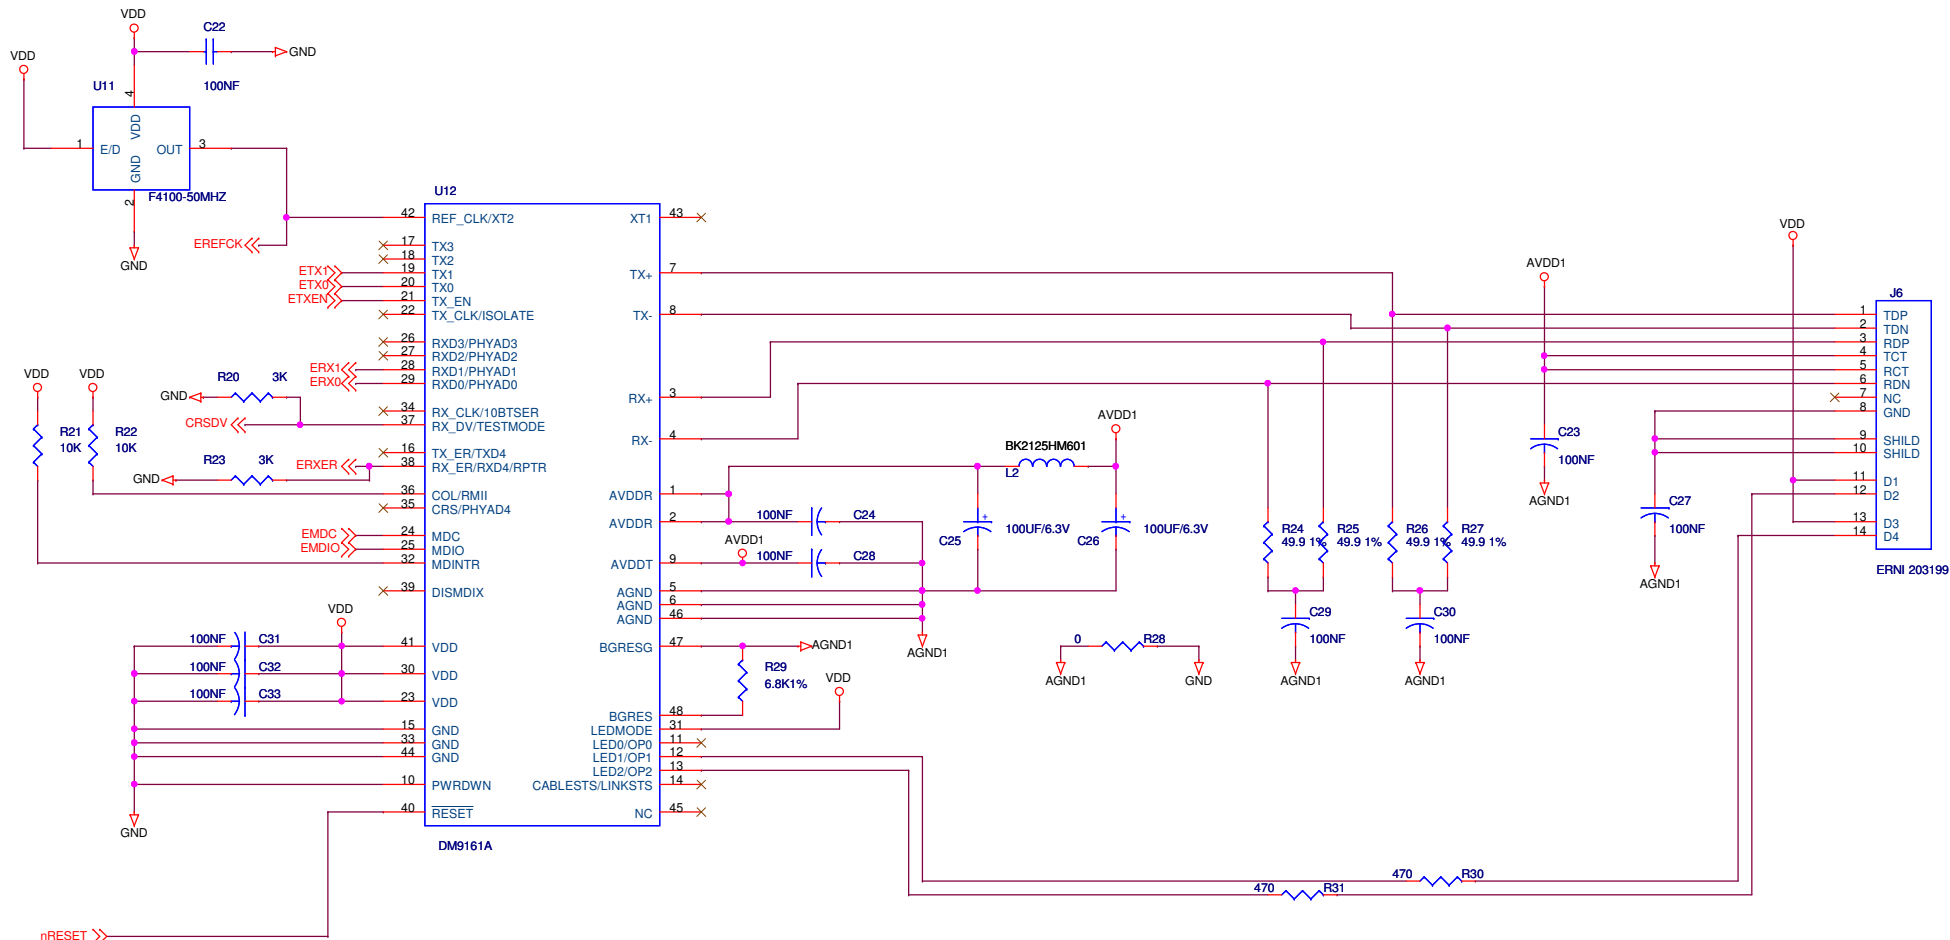 VDD
C22
GND
100NF
VDD
U11
4
VDD
1
E/D
OUT
3
GND
2
F4100-50MHZ
GND
EREFCK
U12
42 REF_CLK/XT2
17 TX3
18 TX2
ETX1 19 TX1
ETX0 20 TX0
ETXEN 21 TX_EN
22 TX_CLK/ISOLATE
26 RXD3/PHYAD3
27 RXD2/PHYAD2
ERX1 28 RXD1/PHYAD1
ERX0 29 RXD0/PHYAD0
34 RX_CLK/10BTSER
CRSDV 37 RX_DV/TESTMODE
16 TX_ER/TXD4
ERXER 38 RX_ER/RXD4/RPTR
36 COL/RMII
35 CRS/PHYAD4
EMDC 24 MDC
EMDIO 25 MDIO
32 MDINTR
39 DISMDIX
41 VDD
30 VDD
23 VDD
15 GND
33 GND
44 GND
10 PWRDWN
40 RESET
nRESET
DM9161A
VDD
VDD
R20 3K
GND
R21
10K
R22
10K
R23 3K
GND
VDD
100NF C31
100NF C32
100NF C33
GND
XT1 43
TX+ 7
TX- 8
RX+ 3
RX- 4
AVDDR 1
AVDDR 2
AVDDT 9
AGND 5
AGND 6
AGND 46
BGRESG 47
BGRES 48
LEDMODE 31
LED0/OP0 11
LED1/OP1 12
LED2/OP2 13
CABLESTS/LINKSTS 14
NC 45
100NF C24
AVDD1
100NF C28
AGND1
AGND1
R29
6.8K1%
VDD
AVDD1
BK2125HM601
L2
C25 100UF/6.3V
C26 100UF/6.3V
0 R28
AGND1
GND
R24
49.9 1%
R25
49.9 1%
R26
49.9 1%
R27
49.9 1%
C29
100NF
AGND1
C30
100NF
AGND1
AVDD1
C23
100NF
AGND1
C27
100NF
AGND1
VDD
J6
1 TDP
2 TDN
3 RDP
4 TCT
5 RCT
6 RDN
7 NC
8 GND
9 SHILD
10 SHILD
11 D1
12 D2
13 D3
14 D4
ERNI 203199
470 R30
470 R31